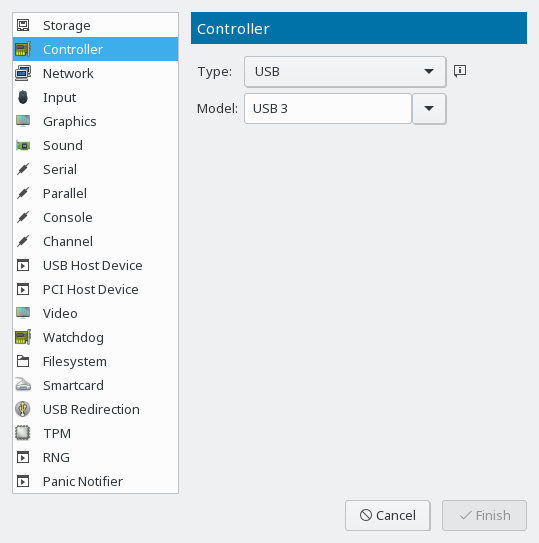 Storage
Controller
Network
Input
Graphics
Sound
Serial
Parallel
Console
Channel
USB Host Device
PCI Host Device
Video
Watchdog
Filesystem
Smartcard
USB Redirection
TPM
RNG
Panic Notifier
Controller
Type: USB
Model: USB 3
Cancel Finish